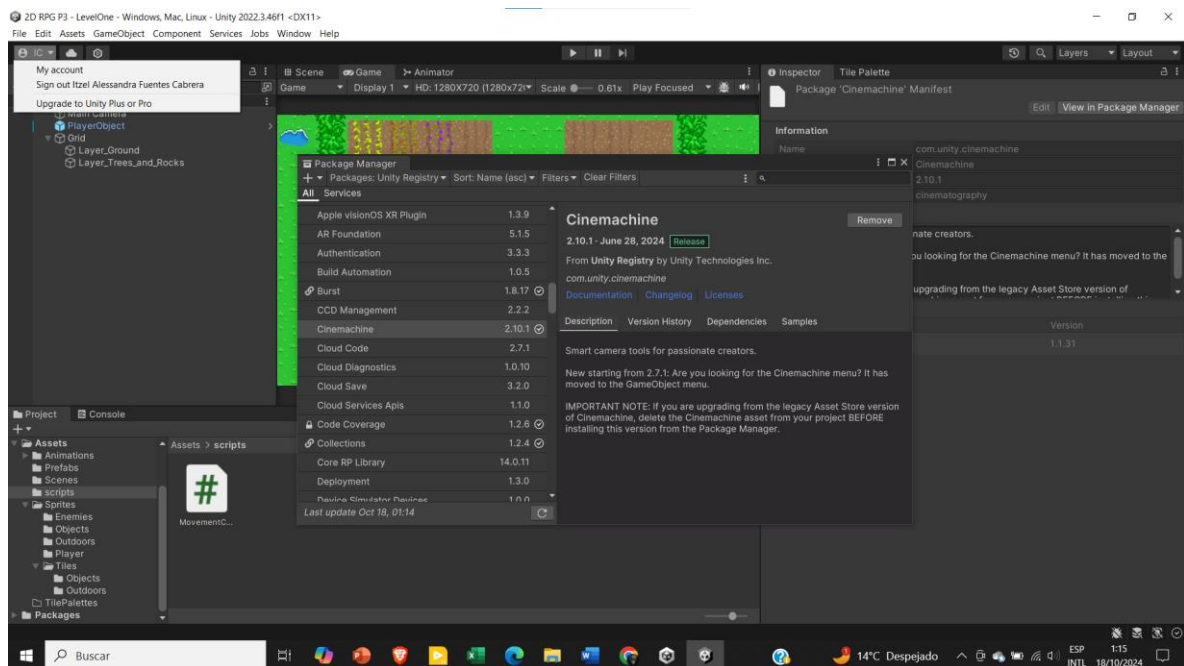 2D RPG P3 - LevelOne - Windows, Mac, Linux - Unity 2022.3.46f1 <DX11>
File Edit Assets GameObject Component Services Jobs Window Help
IC
Layers Layout
My account
Sign out Itzel Alessandra Fuentes Cabrera
Upgrade to Unity Plus or Pro
Main Camera
PlayerObject
Grid
Layer_Ground
Layer_Trees_and_Rocks
Scene Game Animator
Game Display 1 HD: 1280X720 (1280x72( Scale 0.61x Play Focused
Inspector Tile Palette
Package 'Cinemachine' Manifest
Edit View in Package Manager
Information
Name com.unity.cinemachine
Cinemachine
2.10.1
cinematography
nate creators.
ou looking for the Cinemachine menu? It has moved to the
upgrading from the legacy Asset Store version of
Version
1.1.31
Package Manager
+ Packages: Unity Registry Sort: Name (asc) Filters Clear Filters
All Services
Apple visionOS XR Plugin 1.3.9
AR Foundation 5.1.5
Authentication 3.3.3
Build Automation 1.0.5
Burst 1.8.17
CCD Management 2.2.2
Cinemachine 2.10.1
Cloud Code 2.7.1
Cloud Diagnostics 1.0.10
Cloud Save 3.2.0
Cloud Services Apis 1.1.0
Code Coverage 1.2.6
Collections 1.2.4
Core RP Library 14.0.11
Deployment 1.3.0
Device Simulator Devices 1.0.0
Last update Oct 18, 01:14
Cinemachine Remove
2.10.1 · June 28, 2024 Release
From Unity Registry by Unity Technologies Inc.
com.unity.cinemachine
Documentation Changelog Licenses
Description Version History Dependencies Samples
Smart camera tools for passionate creators.
New starting from 2.7.1: Are you looking for the Cinemachine menu? It has
moved to the GameObject menu.
IMPORTANT NOTE: If you are upgrading from the legacy Asset Store version
of Cinemachine, delete the Cinemachine asset from your project BEFORE
installing this version from the Package Manager.
Project Console
+
Assets
Animations
Prefabs
Scenes
scripts
Sprites
Enemies
Objects
Outdoors
Player
Tiles
Objects
Outdoors
TilePalettes
Packages
Assets > scripts
#
MovementC...
Buscar
14°C Despejado
ESP
INTL
1:15
18/10/2024